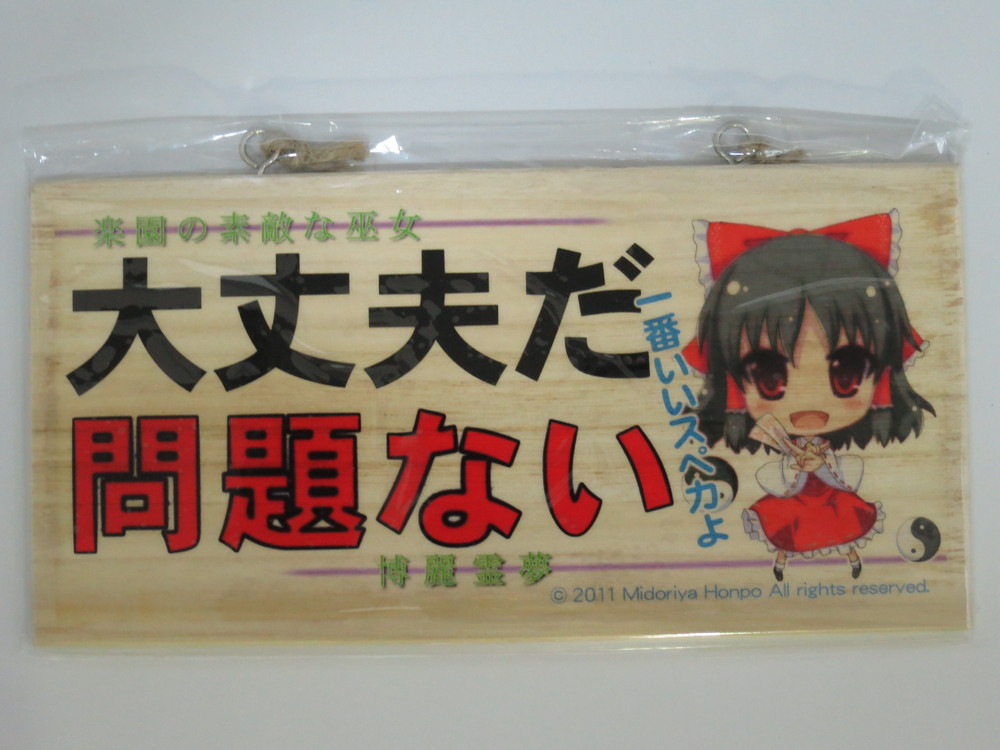 楽園の素敵な巫女
大丈夫だ
問題ない
一番いいスペカよ
博麗霊夢
© 2011 Midoriya Honpo All rights reserved.